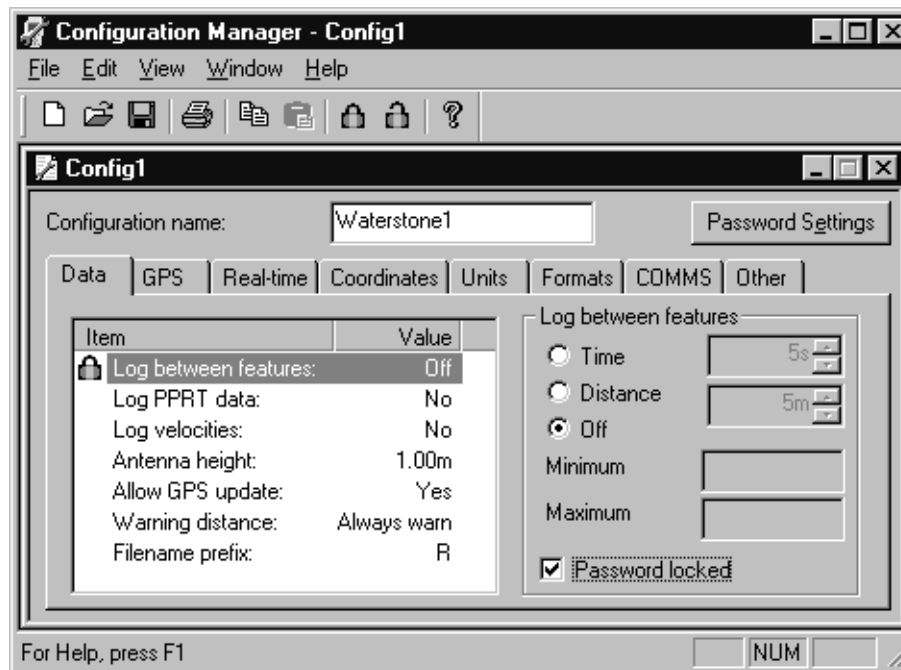 Configuration Manager - Config1
File Edit View Window Help
Config1
Configuration name: Waterstone1 Password Settings
Data GPS Real-time Coordinates Units Formats COMMS Other
Item Value
Log between features: Off
Log PPRT data: No
Log velocities: No
Antenna height: 1.00m
Allow GPS update: Yes
Warning distance: Always warn
Filename prefix: R
Log between features
Time 5s
Distance 5m
Off
Minimum
Maximum
Password locked
For Help, press F1 NUM